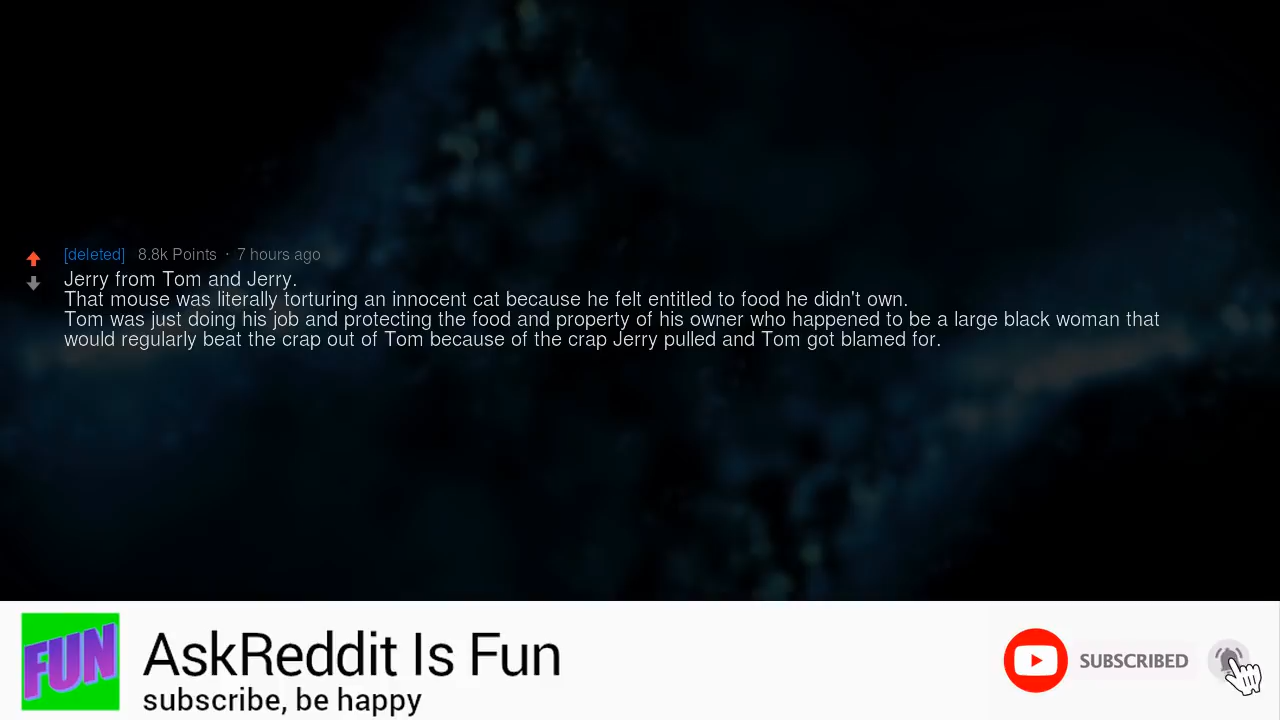 [deleted] 8.8k Points · 7 hours ago
Jerry from Tom and Jerry.
That mouse was literally torturing an innocent cat because he felt entitled to food he didn't own.
Tom was just doing his job and protecting the food and property of his owner who happened to be a large black woman that
would regularly beat the crap out of Tom because of the crap Jerry pulled and Tom got blamed for.
FUN
AskReddit Is Fun
subscribe, be happy
SUBSCRIBED